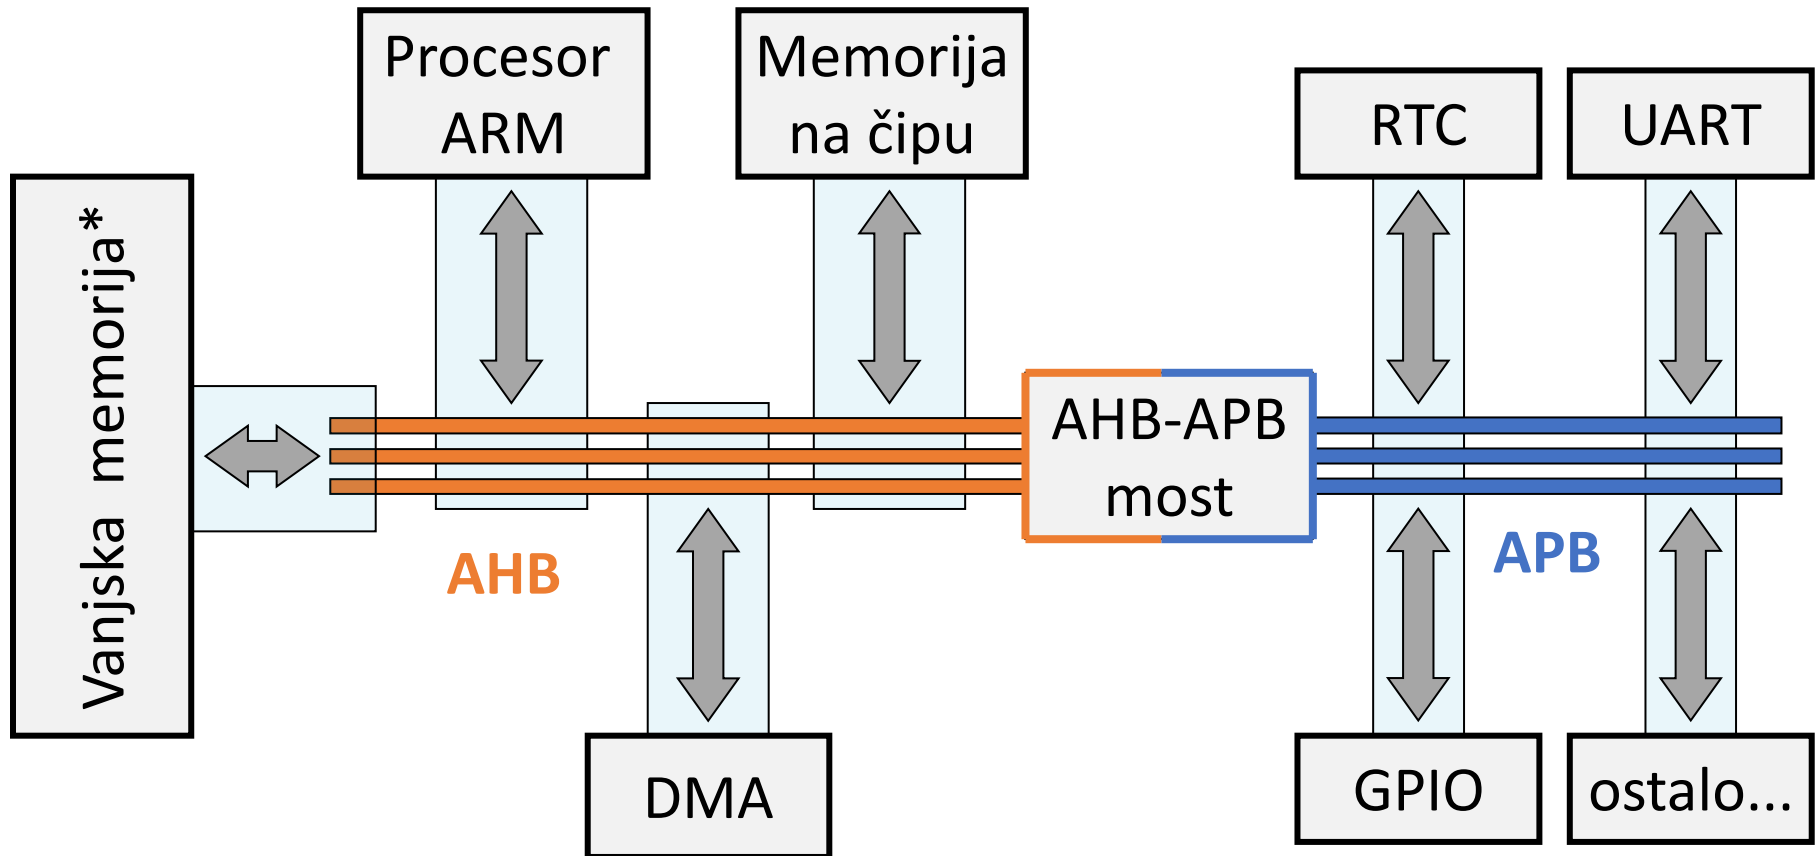 Procesor
ARM
Memorija
na čipu
RTC
UART
Vanjska memorija*
AHB-APB
most
AHB
APB
DMA
GPIO
ostalo...